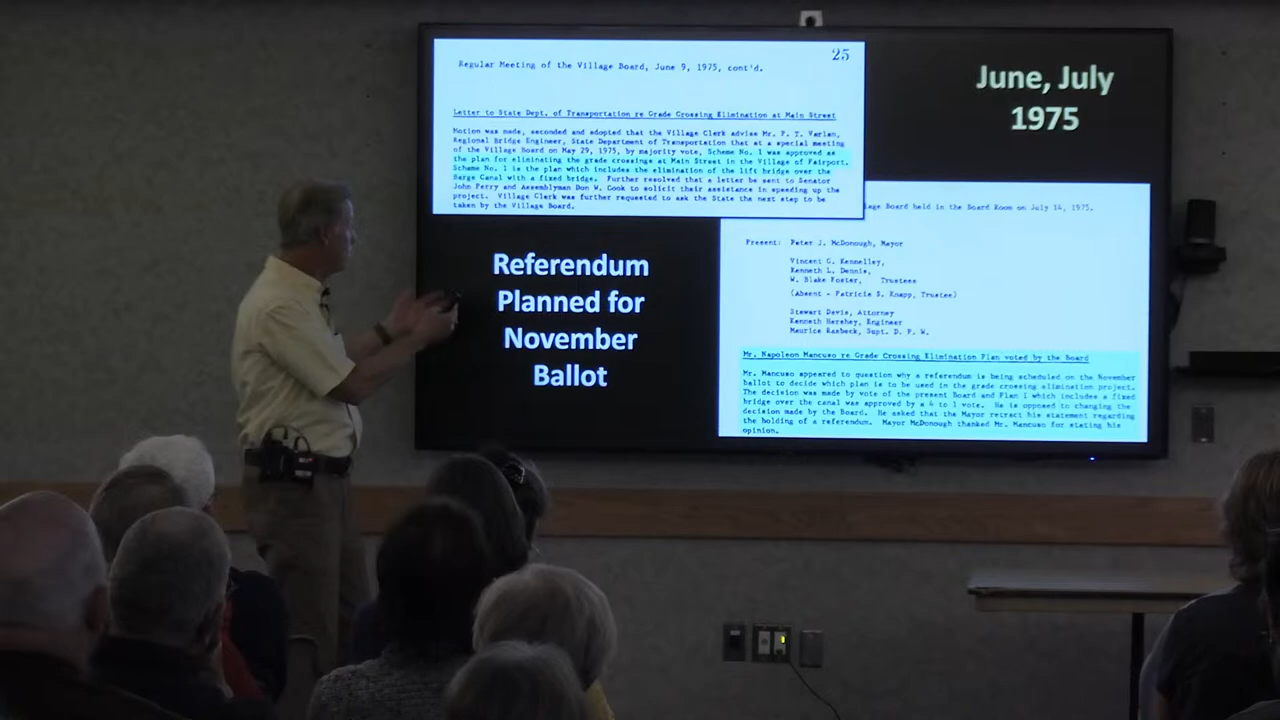 25
Regular Meeting of the Village Board, June 9, 1975, cont'd.
Letter to State Dept. of Transportation re Grade Crossing Elimination at Main Street
Motion was made, seconded and adopted that the Village Clerk advise Mr. P. T. Varian,
Regional Bridge Engineer, State Department of Transportation that at a special meeting
of the Village Board on May 29, 1975, by majority vote, Scheme No. 1 was approved as
the plan for eliminating the grade crossings at Main Street in the Village of Fairport.
Scheme No. 1 is the plan which includes the elimination of the lift bridge over the
Barge Canal with a fixed bridge. Further resolved that a letter be sent to Senator
John Perry and Assemblyman Don W. Cook to solicit their assistance in speeding up the
project. Village Clerk was further requested to ask the State the next step to be
taken by the Village Board.
June, July
1975
Referendum
Planned for
November
Ballot
lage Board held in the Board Room on July 14, 1975.
Present: Peter J. McDonough, Mayor
Vincent G. Kennelley,
Kenneth L. Dennis,
W. Blake Foster, Trustees
(Absent - Patricia S. Knapp, Trustee)
Stewart Davis, Attorney
Kenneth Hershey, Engineer
Maurice Rasbeck, Supt. D. P. W.
Mr. Napoleon Mancuso re Grade Crossing Elimination Plan voted by the Board
Mr. Mancuso appeared to question why a referendum is being scheduled on the November
ballot to decide which plan is to be used in the grade crossing elimination project.
The decision was made by vote of the present Board and Plan 1 which includes a fixed
bridge over the canal was approved by a 4 to 1 vote. He is opposed to changing the
decision made by the Board. He asked that the Mayor retract his statement regarding
the holding of a referendum. Mayor McDonough thanked Mr. Mancuso for stating his
opinion.